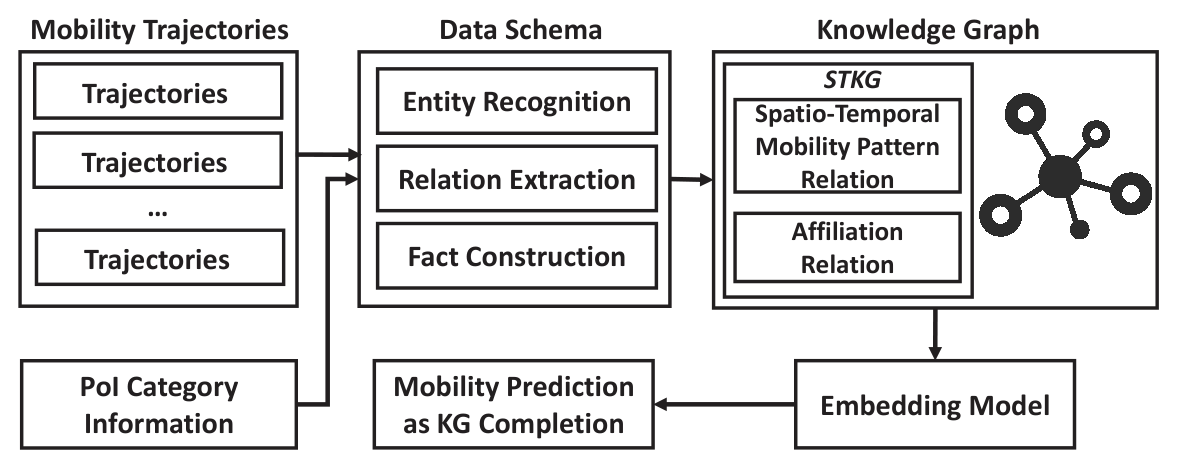 Mobility Trajectories
Trajectories
Trajectories
...
Trajectories
PoI Category
Information
Data Schema
Entity Recognition
Relation Extraction
Fact Construction
Knowledge Graph
STKG
Spatio-Temporal
Mobility Pattern
Relation
Affiliation
Relation
Embedding Model
Mobility Prediction
as KG Completion